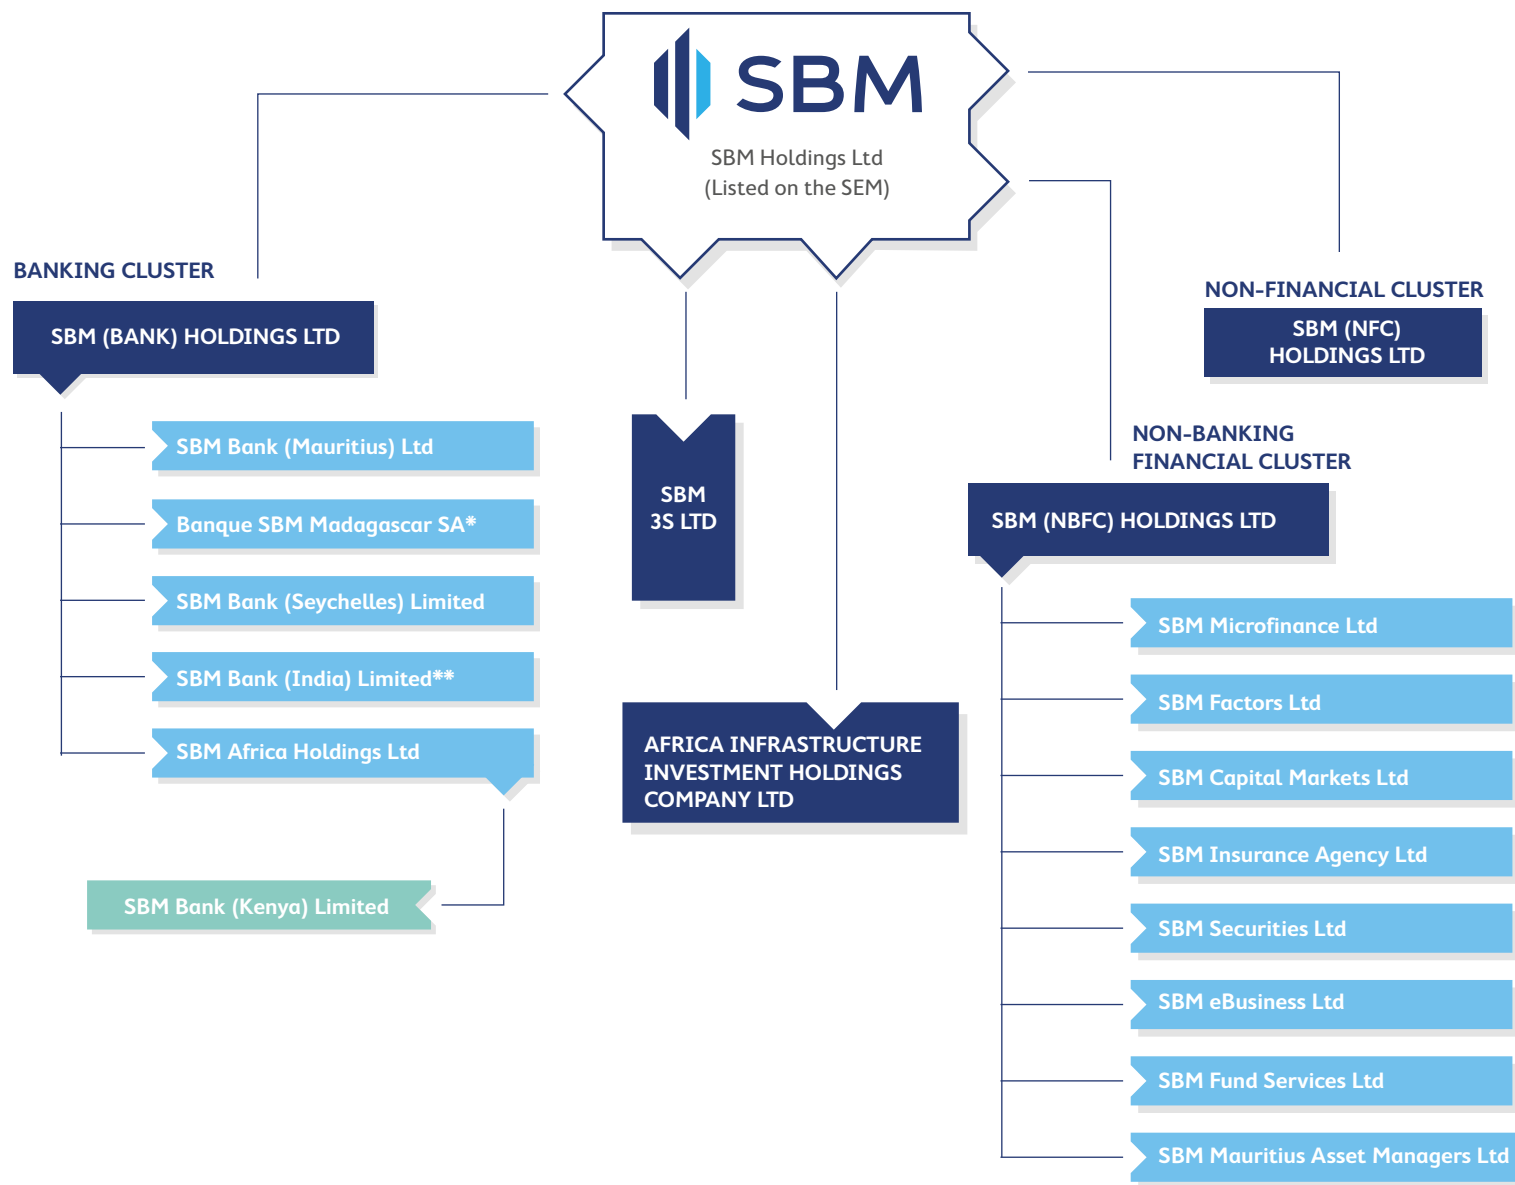 SBM
SBM Holdings Ltd
(Listed on the SEM)
BANKING CLUSTER
SBM (BANK) HOLDINGS LTD
SBM Bank (Mauritius) Ltd
Banque SBM Madagascar SA*
SBM Bank (Seychelles) Limited
SBM Bank (India) Limited**
SBM Africa Holdings Ltd
SBM Bank (Kenya) Limited
SBM
3S LTD
AFRICA INFRASTRUCTURE
INVESTMENT HOLDINGS
COMPANY LTD
NON-FINANCIAL CLUSTER
SBM (NFC)
HOLDINGS LTD
NON-BANKING
FINANCIAL CLUSTER
SBM (NBFC) HOLDINGS LTD
SBM Microfinance Ltd
SBM Factors Ltd
SBM Capital Markets Ltd
SBM Insurance Agency Ltd
SBM Securities Ltd
SBM eBusiness Ltd
SBM Fund Services Ltd
SBM Mauritius Asset Managers Ltd